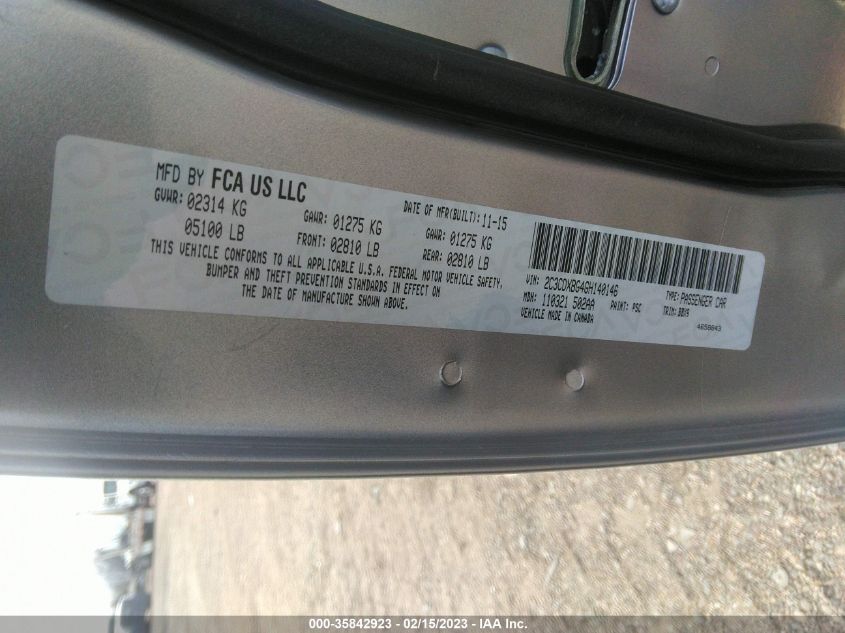 MFD BY FCA US LLC
DATE OF MFR(BUILT): 11-15
GVWR: 02314 KG
GAWR: 01275 KG
GAWR: 01275 KG
05100 LB
FRONT: 02810 LB
REAR: 02810 LB
THIS VEHICLE CONFORMS TO ALL APPLICABLE U.S.A. FEDERAL MOTOR VEHICLE SAFETY,
BUMPER AND THEFT PREVENTION STANDARDS IN EFFECT ON
THE DATE OF MANUFACTURE SHOWN ABOVE.
VIN: 2C3CDXBG4GH140146
TYPE: PASSENGER CAR
MDH: 110321 502AA
PAINT: PSC
TRIM: BBX9
VEHICLE MADE IN CANADA
4658843
000-35842923 - 02/15/2023 - IAA Inc.